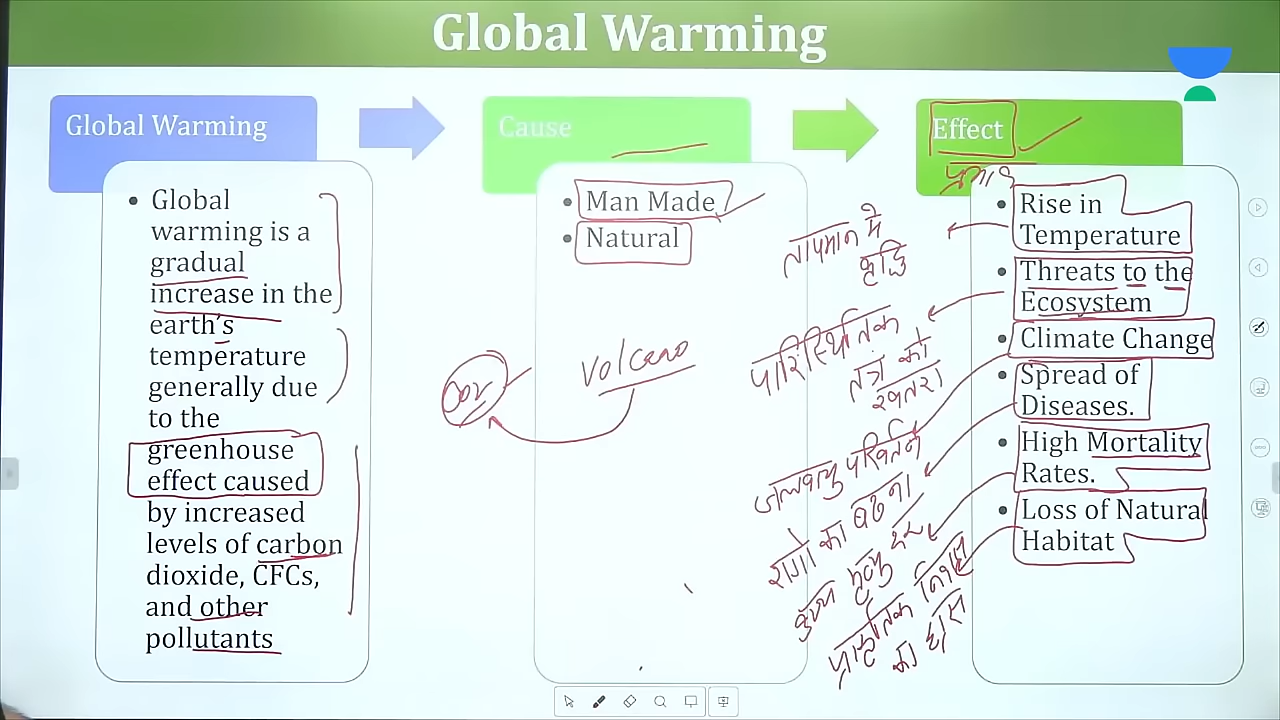 Global Warming
Global Warming
• Global
warming is a
gradual
increase in the
earth's
temperature
generally due
to the
greenhouse
effect caused
by increased
levels of carbon
dioxide, CFCs,
and other
pollutants
Cause
• Man Made
• Natural
volcano
Effect
प्रभाव
• Rise in
Temperature
• Threats to the
Ecosystem
• Climate Change
• Spread of
Diseases.
• High Mortality
Rates.
• Loss of Natural
Habitat
तापमान मे
वृद्धि
पारिस्थितिक
तंत्र को
खतरा
जलवायु परिवर्तन
रोगो का बढना
उच्च मृत्यु दर
प्राकृतिक निवास
का ह्रास